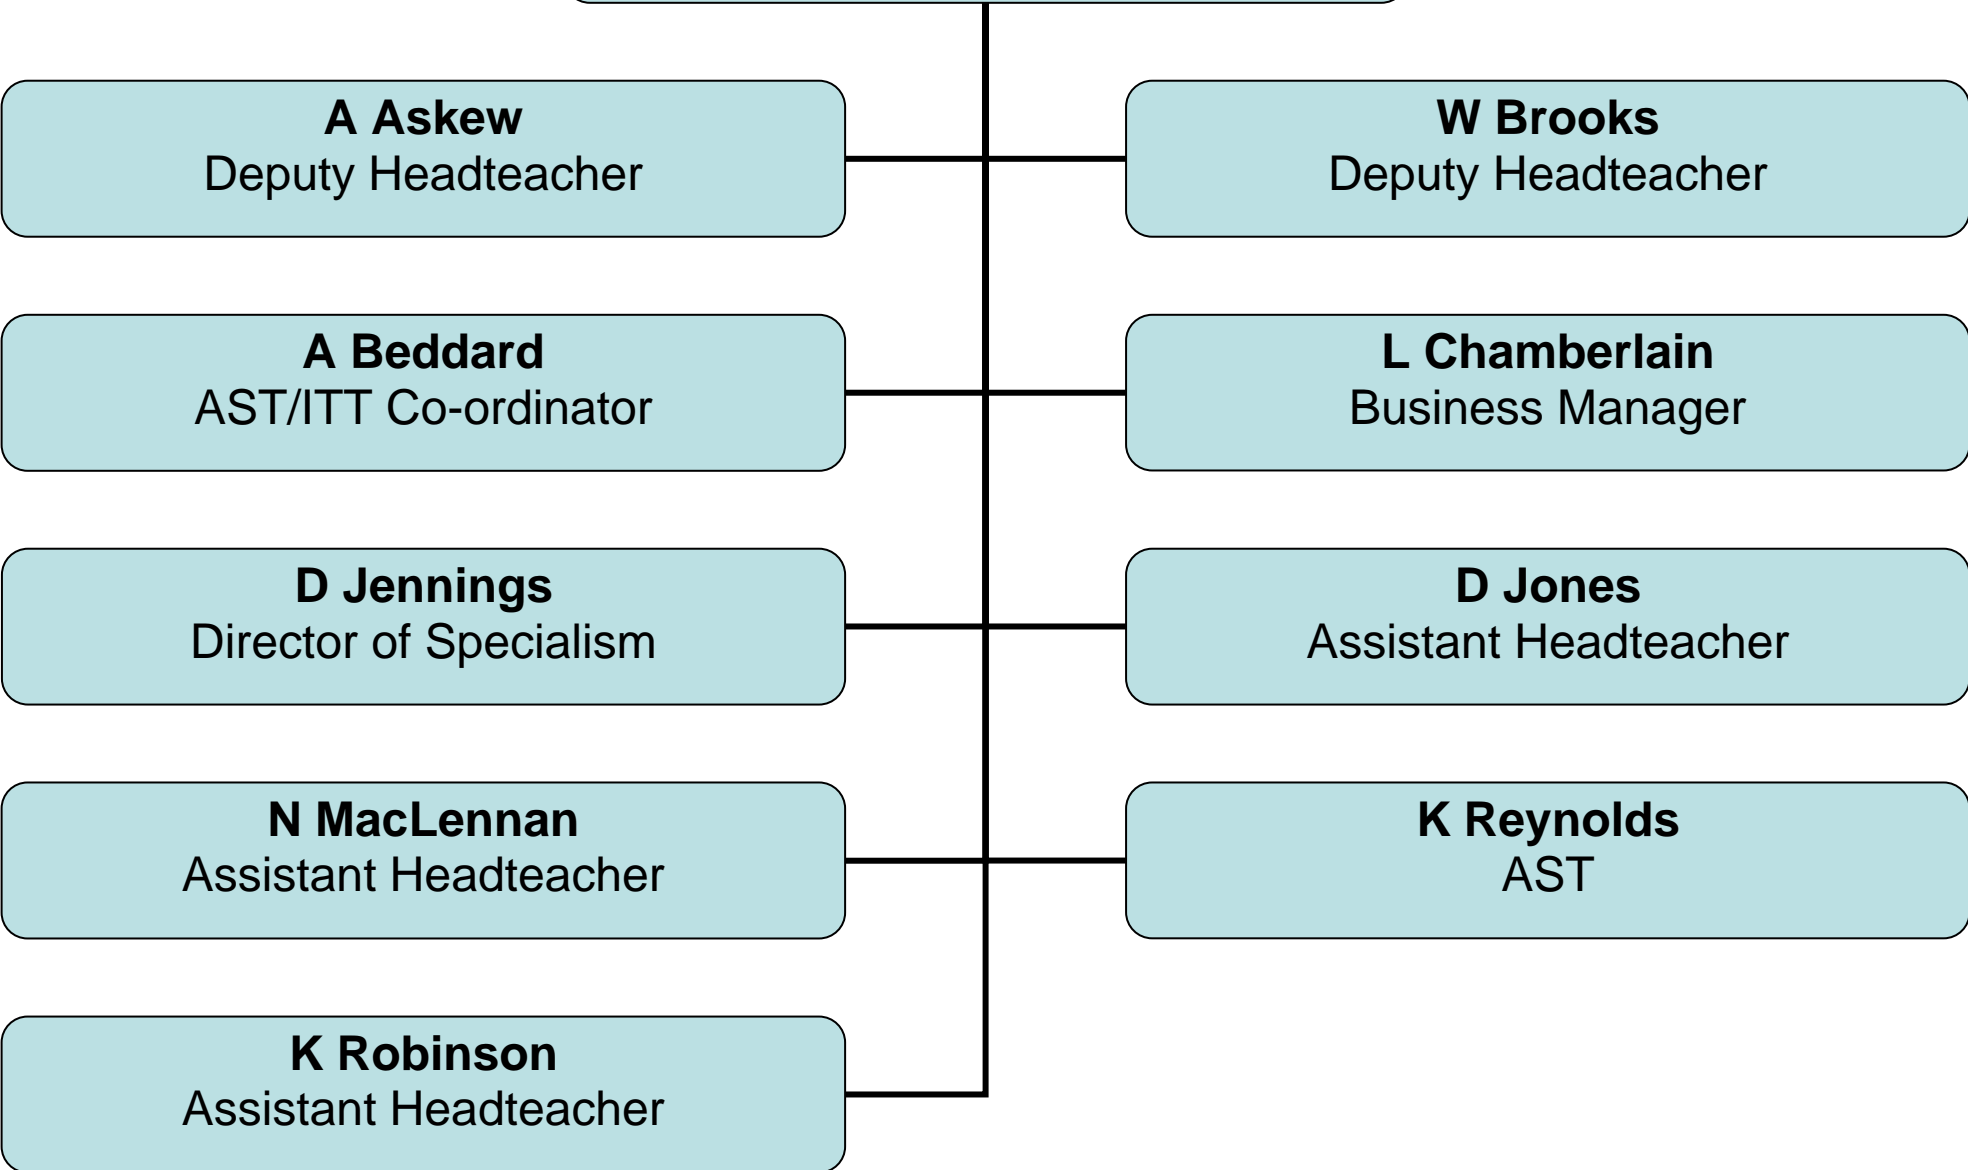 A Askew
Deputy Headteacher
W Brooks
Deputy Headteacher
A Beddard
AST/ITT Co-ordinator
L Chamberlain
Business Manager
D Jennings
Director of Specialism
D Jones
Assistant Headteacher
N MacLennan
Assistant Headteacher
K Reynolds
AST
K Robinson
Assistant Headteacher